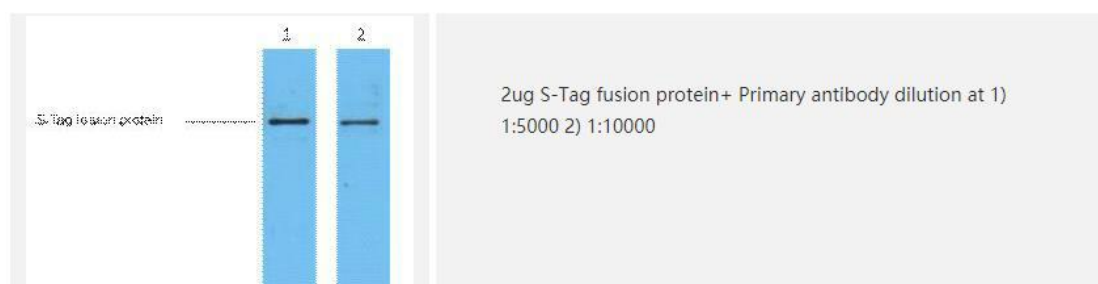 1 2
S-Tag fusion protein
2ug S-Tag fusion protein+ Primary antibody dilution at 1)
1:5000 2) 1:10000